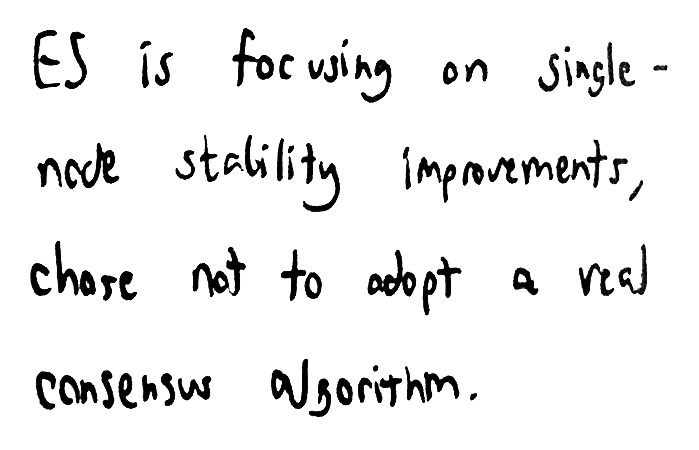 ES is focusing on single-
node stability improvements,
chose not to adopt a real
consensus algorithm.